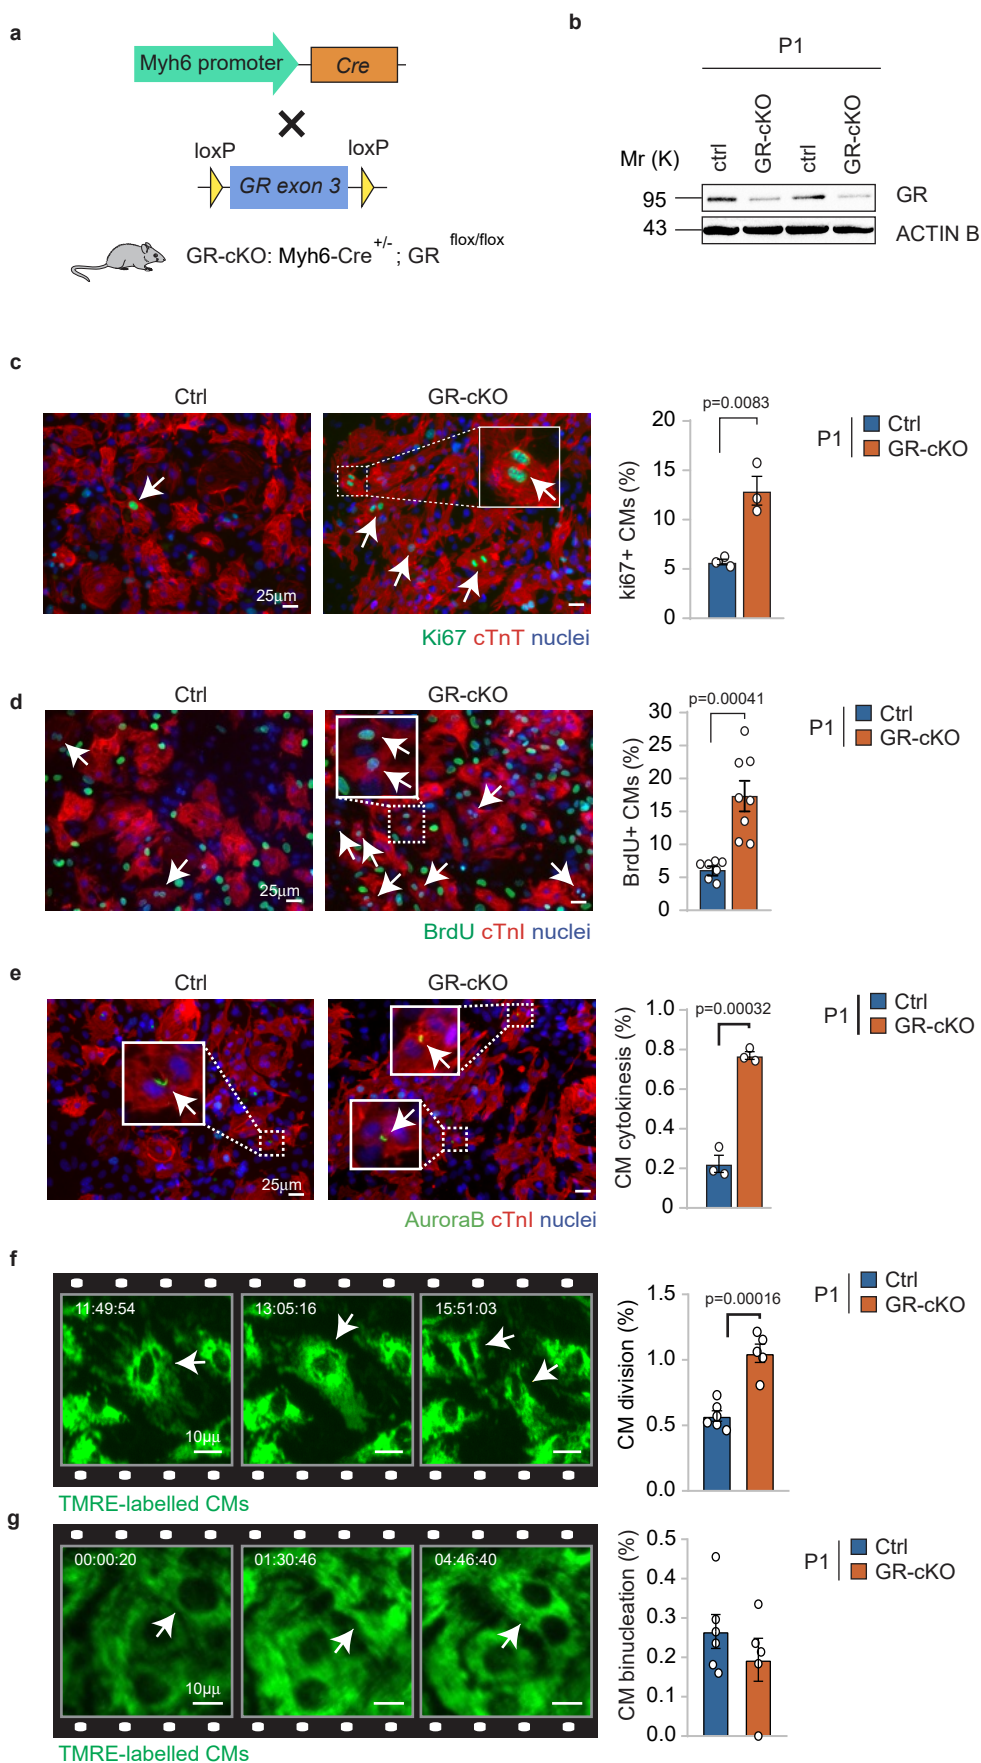 a
Myh6 promoter
Cre
loxP
loxP
GR exon 3
GR-cKO: Myh6-Cre+/- ; GR flox/flox
b
P1
Mr (K)
ctrl
GR-cKO
ctrl
GR-cKO
95
GR
43
ACTIN B
c
Ctrl
GR-cKO
25μm
Ki67 cTnT nuclei
ki67+ CMs (%)
20
15
10
5
0
p=0.0083
P1
Ctrl
GR-cKO
d
Ctrl
GR-cKO
25μm
BrdU cTnI nuclei
BrdU+ CMs (%)
30
25
20
15
10
5
0
p=0.00041
P1
Ctrl
GR-cKO
e
Ctrl
GR-cKO
25μm
AuroraB cTnI nuclei
CM cytokinesis (%)
1.0
0.8
0.6
0.4
0.2
0
p=0.00032
P1
Ctrl
GR-cKO
f
11:49:54
13:05:16
15:51:03
10μμ
TMRE-labelled CMs
CM division (%)
1.5
1.0
0.5
0.0
p=0.00016
P1
Ctrl
GR-cKO
g
00:00:20
01:30:46
04:46:40
10μμ
TMRE-labelled CMs
CM binucleation (%)
0.5
0.4
0.3
0.2
0.1
0.0
P1
Ctrl
GR-cKO